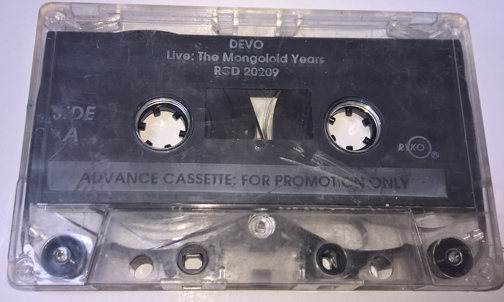 DEVO
Live: The Mongoloid Years
RCD 20209
SIDE
A
RYKO ®
ADVANCE CASSETTE: FOR PROMOTION ONLY